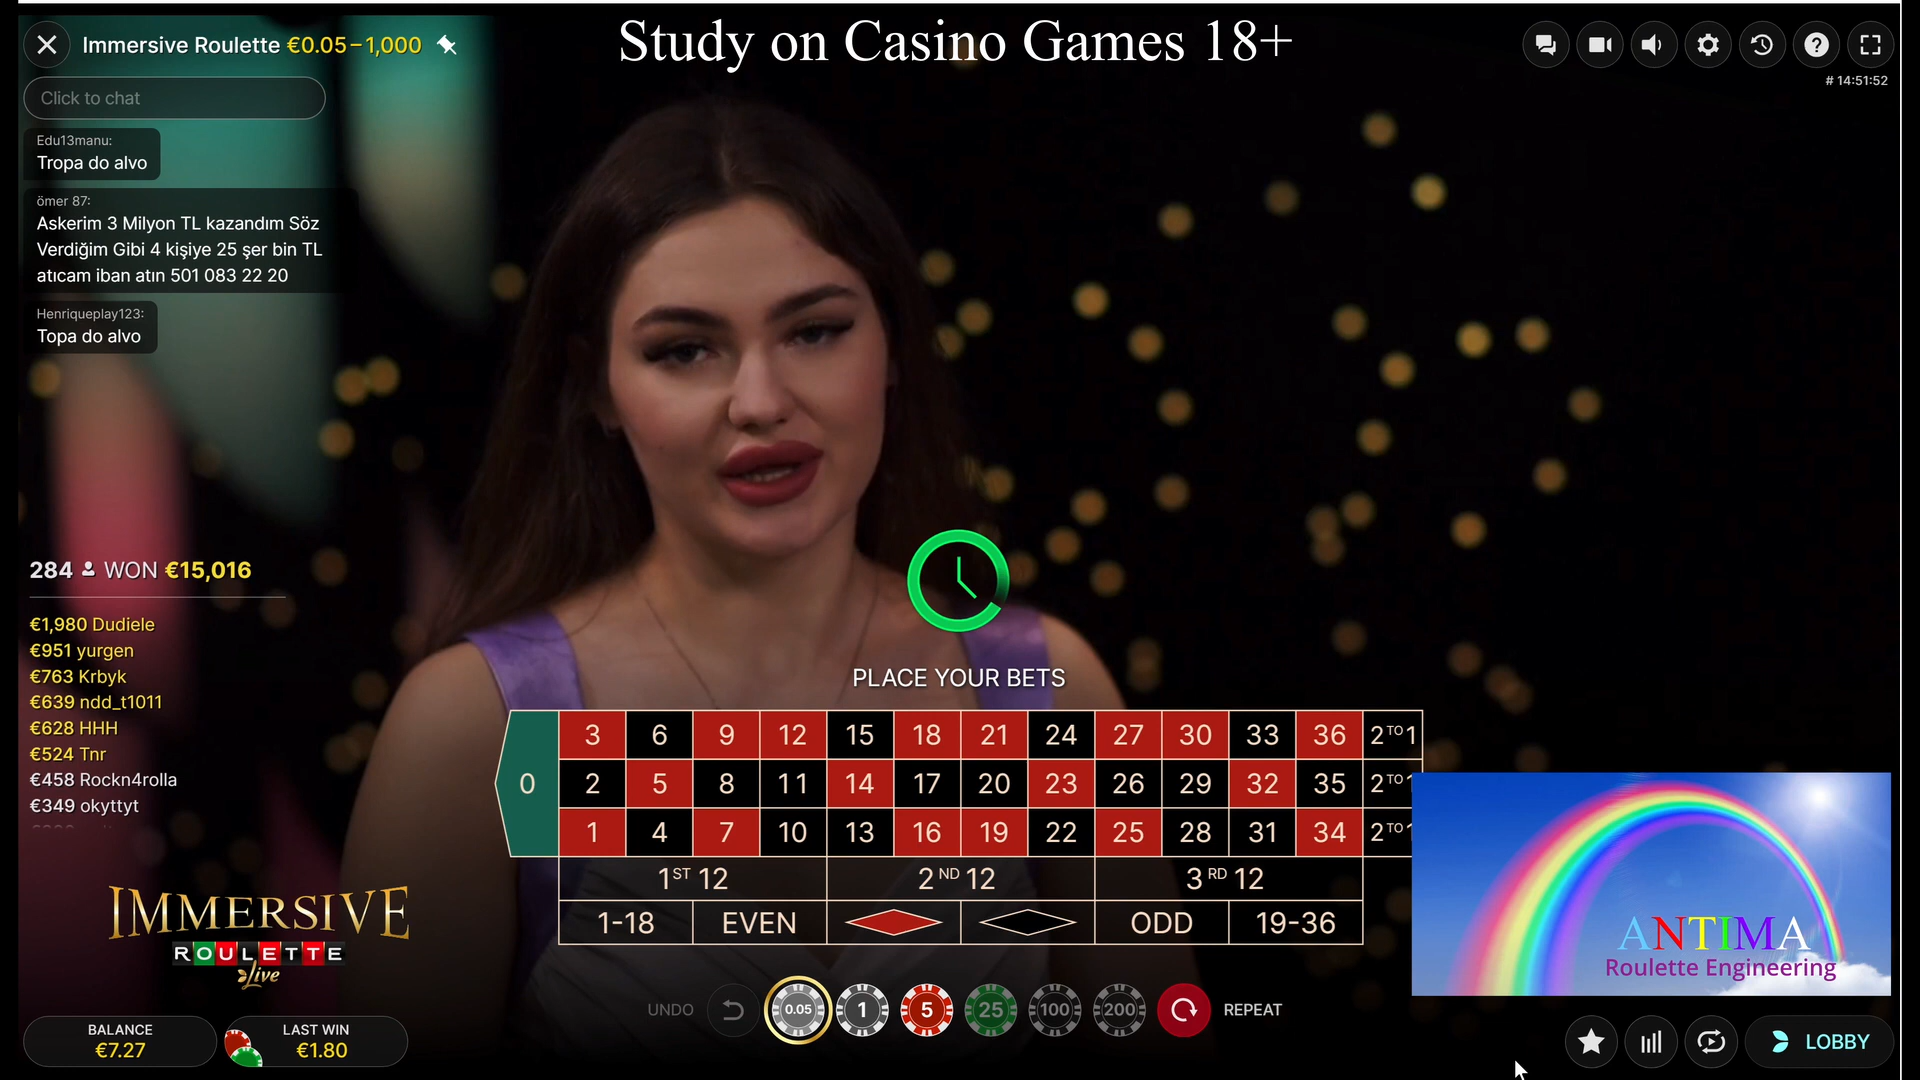 Study on Casino Games 18+
Immersive Roulette €0.05–1,000
# 14:51:52
Click to chat
Edu13manu:
Tropa do alvo
ömer 87:
Askerim 3 Milyon TL kazandım Söz
Verdiğim Gibi 4 kişiye 25 şer bin TL
atıcam iban atın 501 083 22 20
Henriqueplay123:
Topa do alvo
284 WON €15,016
€1,980 Dudiele
€951 yurgen
€763 Krbyk
€639 ndd_t1011
€628 HHH
€524 Tnr
€458 Rockn4rolla
€349 okyttyt
PLACE YOUR BETS
3 6 9 12 15 18 21 24 27 30 33 36 2 TO 1
0 2 5 8 11 14 17 20 23 26 29 32 35 2 TO 1
1 4 7 10 13 16 19 22 25 28 31 34 2 TO 1
1ST 12 2ND 12 3RD 12
1-18 EVEN ODD 19-36
IMMERSIVE
ROULETTE
Live
ANTIMA
Roulette Engineering
UNDO 0.05 1 5 25 100 200 REPEAT
BALANCE
€7.27
LAST WIN
€1.80
LOBBY